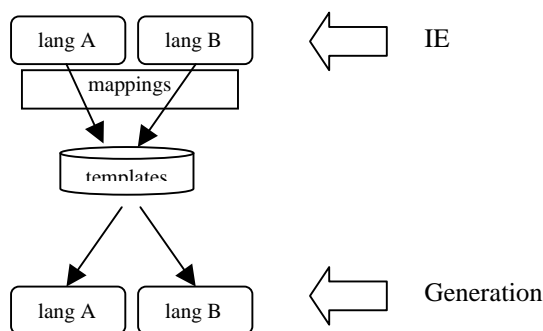 lang A lang B IE
mappings
templates
lang A lang B Generation